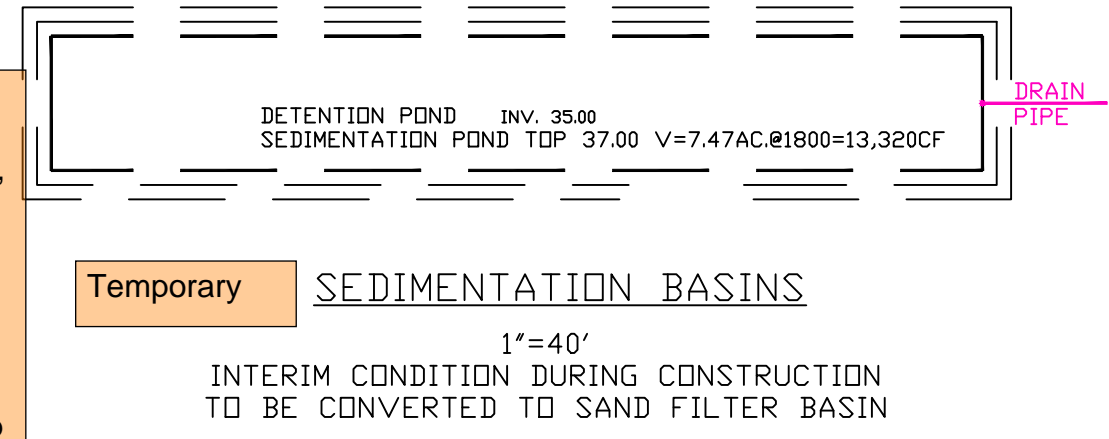 DETENTION POND INV. 35.00
SEDIMENTATION POND TOP 37.00 V=7.47AC.@1800=13,320CF
DRAIN
PIPE
Temporary SEDIMENTATION BASINS
1"=40'
INTERIM CONDITION DURING CONSTRUCTION
TO BE CONVERTED TO SAND FILTER BASIN